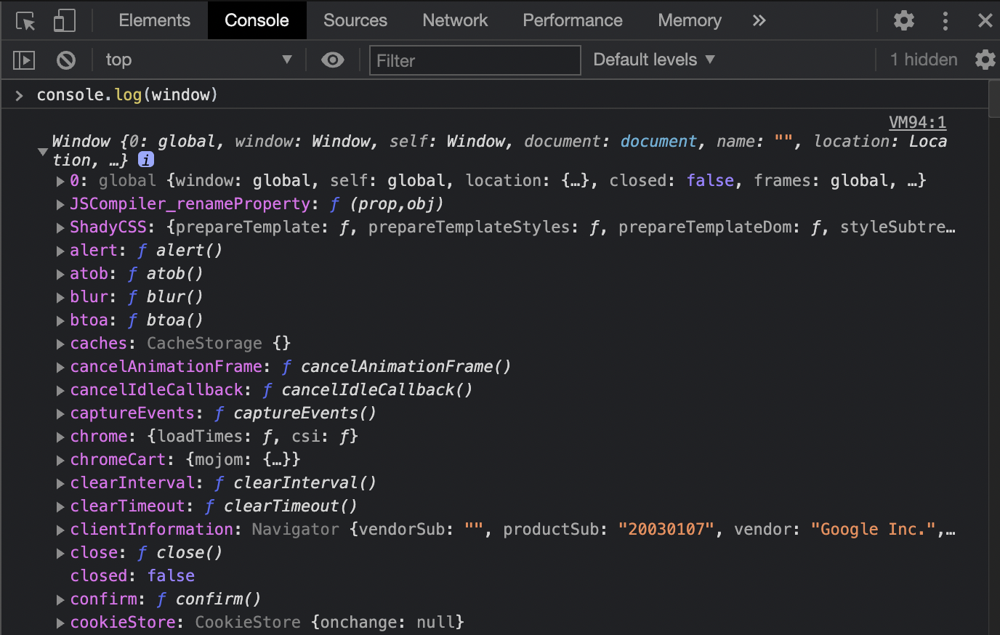 Elements Console Sources Network Performance Memory »
top ▼ Filter Default levels ▼ 1 hidden
> console.log(window)
VM94:1
▼ Window {0: global, window: Window, self: Window, document: document, name: "", location: Loca
tion, …} i
▶ 0: global {window: global, self: global, location: {…}, closed: false, frames: global, …}
▶ JSCompiler_renameProperty: ƒ (prop,obj)
▶ ShadyCSS: {prepareTemplate: ƒ, prepareTemplateStyles: ƒ, prepareTemplateDom: ƒ, styleSubtre…
▶ alert: ƒ alert()
▶ atob: ƒ atob()
▶ blur: ƒ blur()
▶ btoa: ƒ btoa()
▶ caches: CacheStorage {}
▶ cancelAnimationFrame: ƒ cancelAnimationFrame()
▶ cancelIdleCallback: ƒ cancelIdleCallback()
▶ captureEvents: ƒ captureEvents()
▶ chrome: {loadTimes: ƒ, csi: ƒ}
▶ chromeCart: {mojom: {…}}
▶ clearInterval: ƒ clearInterval()
▶ clearTimeout: ƒ clearTimeout()
▶ clientInformation: Navigator {vendorSub: "", productSub: "20030107", vendor: "Google Inc.",…
▶ close: ƒ close()
closed: false
▶ confirm: ƒ confirm()
▶ cookieStore: CookieStore {onchange: null}